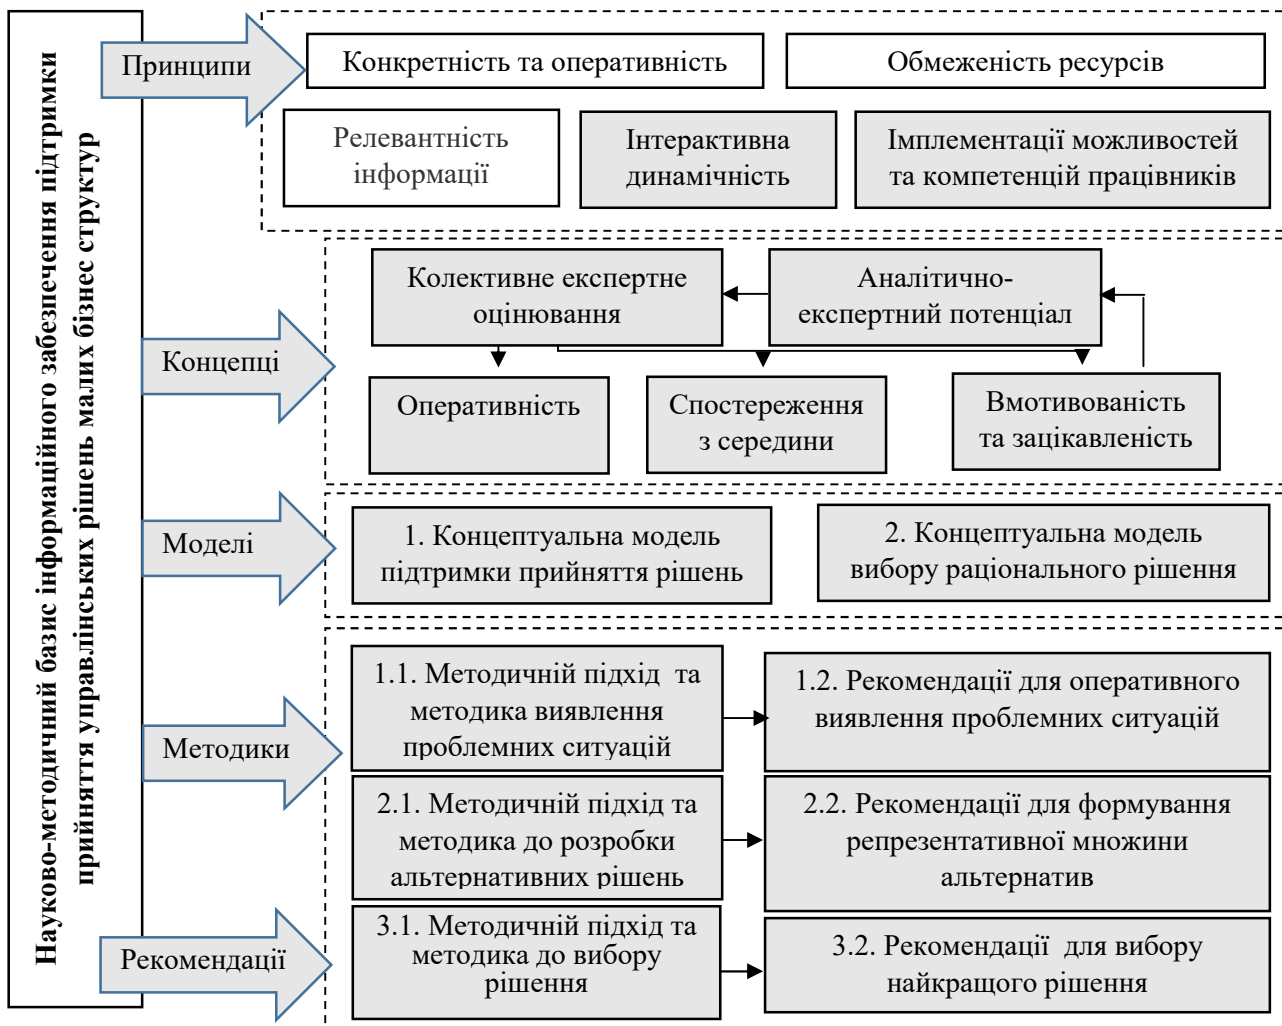 Науково-методичний базис інформаційного забезпечення підтримки
прийняття управлінських рішень малих бізнес структур
Принципи
Конкретність та оперативність
Обмеженість ресурсів
Релевантність
інформації
Інтерактивна
динамічність
Імплементації можливостей
та компетенцій працівників
Концепці
Колективне експертне
оцінювання
Аналітично-
експертний потенціал
Оперативність
Спостереження
з середини
Вмотивованість
та зацікавленість
Моделі
1. Концептуальна модель
підтримки прийняття рішень
2. Концептуальна модель
вибору раціонального рішення
Методики
1.1. Методичній підхід та
методика виявлення
проблемних ситуацій
1.2. Рекомендації для оперативного
виявлення проблемних ситуацій
2.1. Методичній підхід та
методика до розробки
альтернативних рішень
2.2. Рекомендації для формування
репрезентативної множини
альтернатив
Рекомендації
3.1. Методичній підхід та
методика до вибору
рішення
3.2. Рекомендації для вибору
найкращого рішення